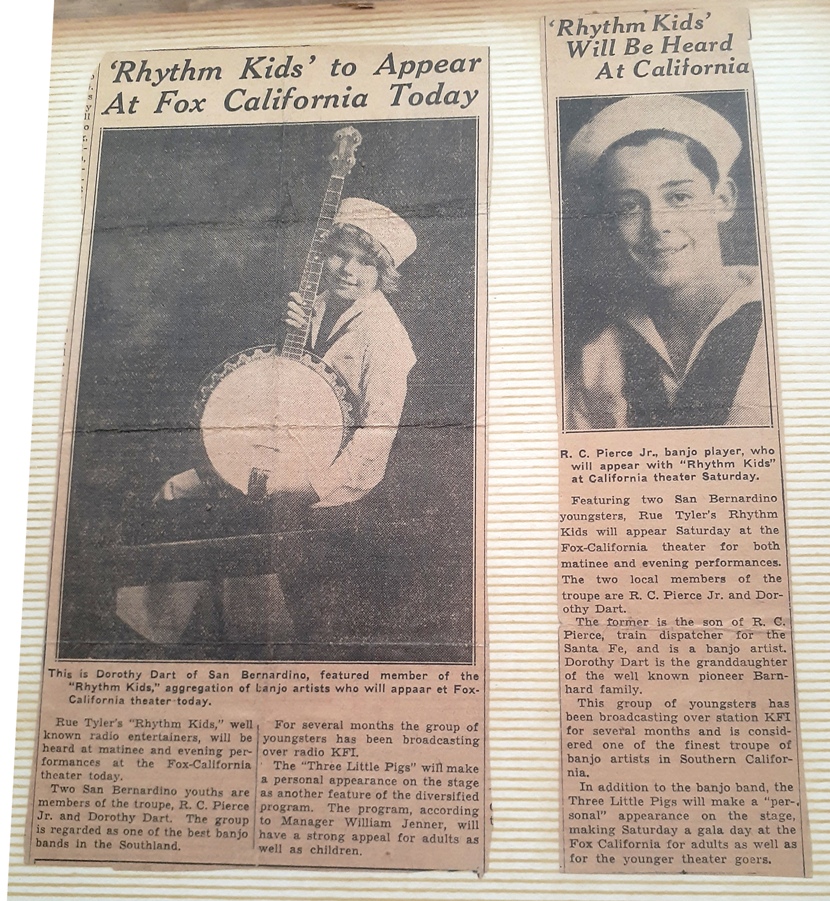 'Rhythm Kids' to Appear
At Fox California Today
This is Dorothy Dart of San Bernardino, featured member of the
"Rhythm Kids," aggregation of banjo artists who will appaar et Fox-
California theater today.
Rue Tyler's "Rhythm Kids," well
known radio entertainers, will be
heard at matinee and evening per-
formances at the Fox-California
theater today.
Two San Bernardino youths are
members of the troupe, R. C. Pierce
Jr. and Dorothy Dart. The group
is regarded as one of the best banjo
bands in the Southland.
For several months the group of
youngsters has been broadcasting
over radio KFI.
The "Three Little Pigs" will make
a personal appearance on the stage
as another feature of the diversified
program. The program, according
to Manager William Jenner, will
have a strong appeal for adults as
well as children.
'Rhythm Kids'
Will Be Heard
At California
R. C. Pierce Jr., banjo player, who
will appear with "Rhythm Kids"
at California theater Saturday.
Featuring two San Bernardino
youngsters, Rue Tyler's Rhythm
Kids will appear Saturday at the
Fox-California theater for both
matinee and evening performances.
The two local members of the
troupe are R. C. Pierce Jr. and Dor-
othy Dart.
The former is the son of R. C.
Pierce, train dispatcher for the
Santa Fe, and is a banjo artist.
Dorothy Dart is the granddaughter
of the well known pioneer Barn-
hard family.
This group of youngsters has
been broadcasting over station KFI
for several months and is consid-
ered one of the finest troupe of
banjo artists in Southern Califor-
nia.
In addition to the banjo band, the
Three Little Pigs will make a "per-
sonal" appearance on the stage,
making Saturday a gala day at the
Fox California for adults as well as
for the younger theater goers.